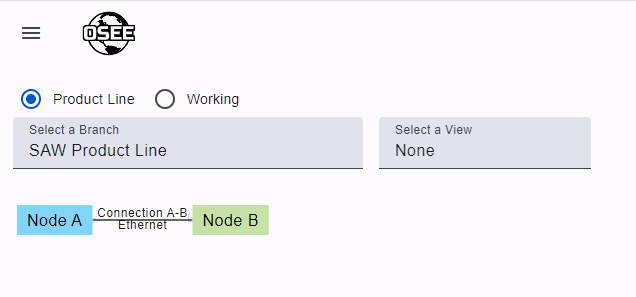 OSEE
Product Line
Working
Select a Branch
SAW Product Line
Select a View
None
Node A
Connection A-B
Ethernet
Node B